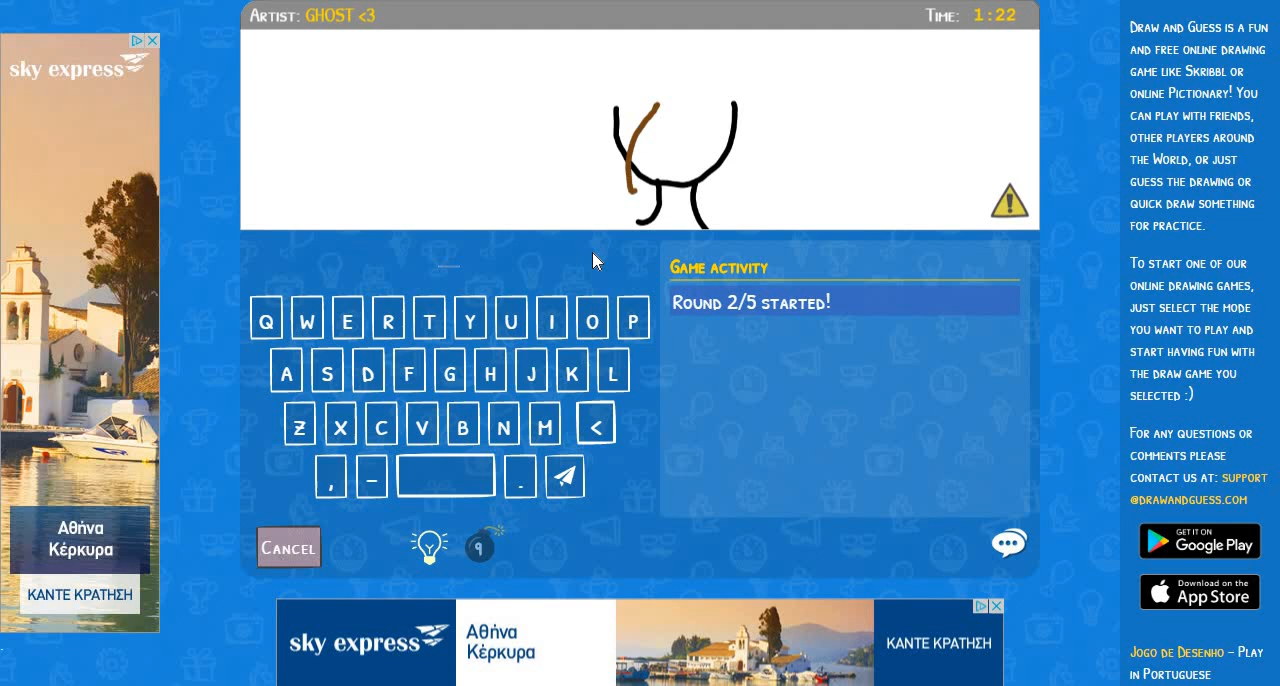 Artist: GHOST <3
Time: 1:22
sky express
Αθήνα
Κέρκυρα
ΚΑΝΤΕ ΚΡΑΤΗΣΗ
Game activity
Round 2/5 started!
Q W E R T Y U I O P
A S D F G H J K L
Z X C V B N M <
, - .
Cancel
9
sky express
Αθήνα
Κέρκυρα
ΚΑΝΤΕ ΚΡΑΤΗΣΗ
Draw and Guess is a fun
and free online drawing
game like Skribbl or
online Pictionary! You
can play with friends,
other players around
the World, or just
guess the drawing or
quick draw something
for practice.
To start one of our
online drawing games,
just select the mode
you want to play and
start having fun with
the draw game you
selected :)
For any questions or
comments please
contact us at: support
@drawandguess.com
GET IT ON
Google Play
Download on the
App Store
Jogo de Desenho - Play
in Portuguese